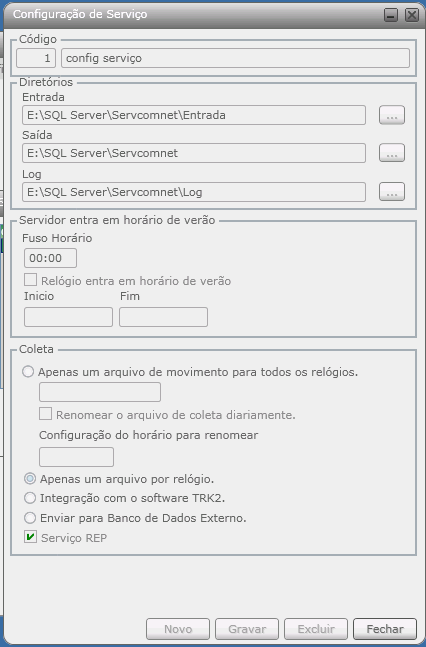 Configuração de Serviço
Código
1 config serviço
Diretórios
Entrada
E:\SQL Server\Servcomnet\Entrada ...
Saída
E:\SQL Server\Servcomnet ...
Log
E:\SQL Server\Servcomnet\Log ...
Servidor entra em horário de verão
Fuso Horário
00:00
Relógio entra em horário de verão
Inicio Fim
Coleta
Apenas um arquivo de movimento para todos os relógios.
Renomear o arquivo de coleta diariamente.
Configuração do horário para renomear
Apenas um arquivo por relógio.
Integração com o software TRK2.
Enviar para Banco de Dados Externo.
Serviço REP
Novo Gravar Excluir Fechar